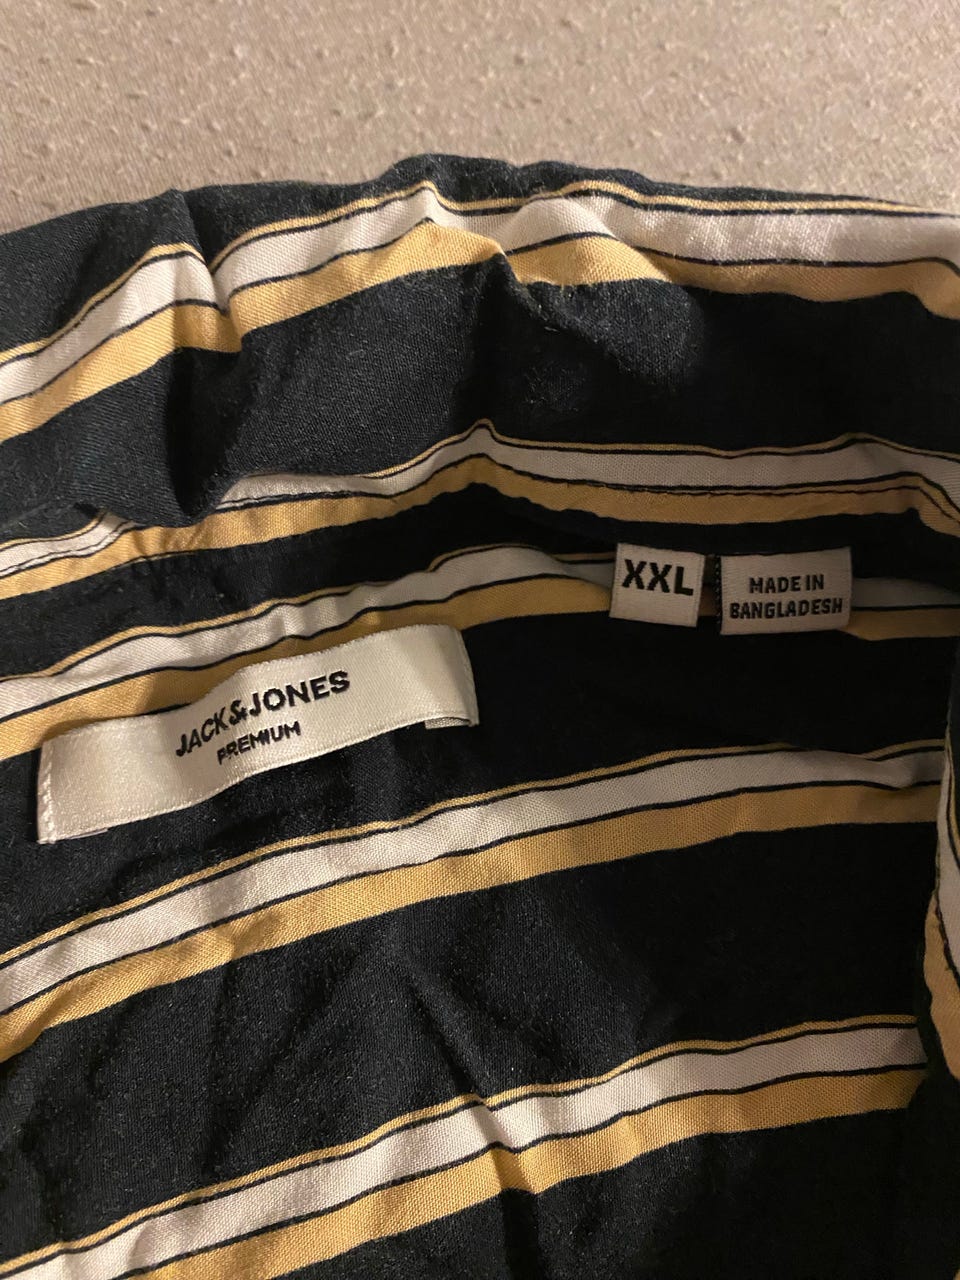 XXL
MADE IN
BANGLADESH
JACK & JONES
PREMIUM